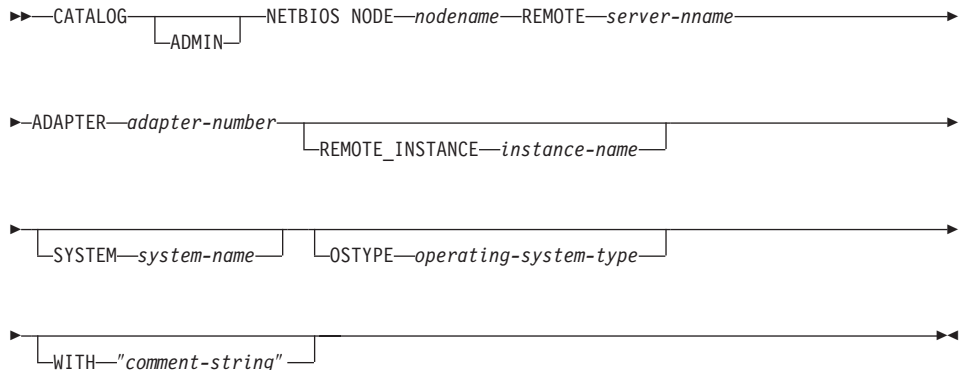 CATALOG NETBIOS NODE nodename REMOTE server-nname
ADMIN
ADAPTER adapter-number
REMOTE_INSTANCE instance-name
SYSTEM system-name OSTYPE operating-system-type
WITH "comment-string"